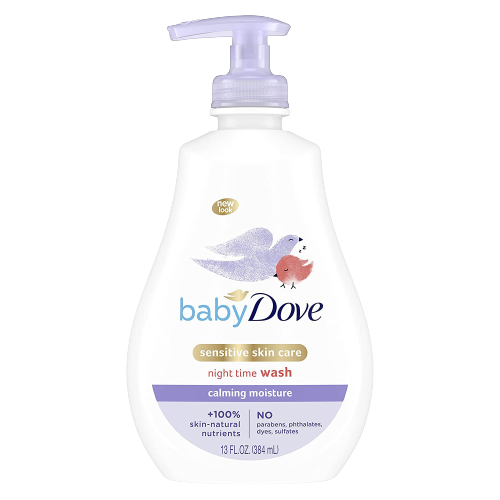 new
look
z z
baby Dove
sensitive skin care
night time wash
calming moisture
+100%
skin-natural
nutrients
NO
parabens, phthalates,
dyes, sulfates
13 FL.OZ. (384 mL)